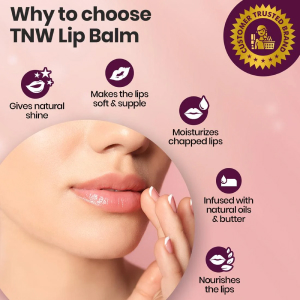 Why to choose
TNW Lip Balm
CUSTOMER TRUSTED BRAND
Gives natural
shine
Makes the lips
soft & supple
Moisturizes
chapped lips
Infused with
natural oils
& butter
Nourishes
the lips